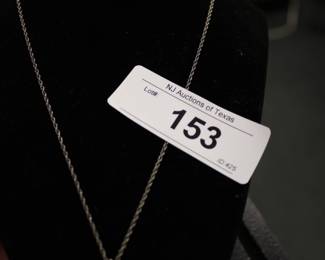 NJ Auctions of Texas
Lot#:
153
ID:425